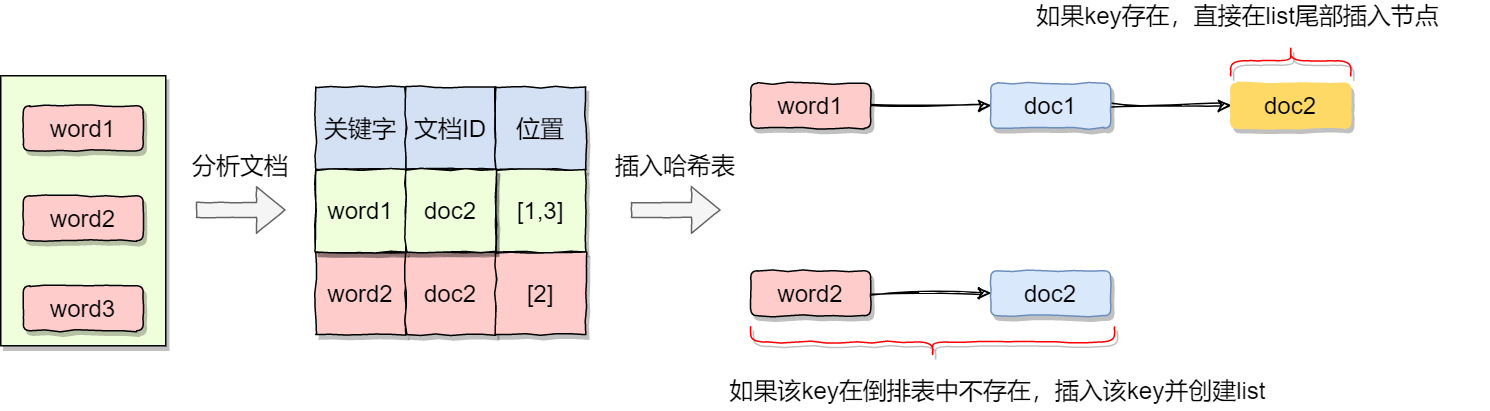 如果key存在，直接在list尾部插入节点
word1
word2
word3
分析文档
关键字 文档ID 位置
word1 doc2 [1,3]
word2 doc2 [2]
插入哈希表
word1 doc1 doc2
word2 doc2
如果该key在倒排表中不存在，插入该key并创建list